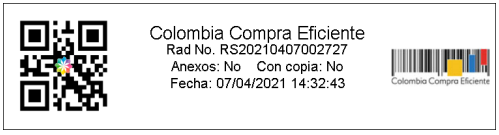 Colombia Compra Eficiente
Rad No. RS20210407002727
Anexos: No Con copia: No
Fecha: 07/04/2021 14:32:43
Colombia Compra Eficiente